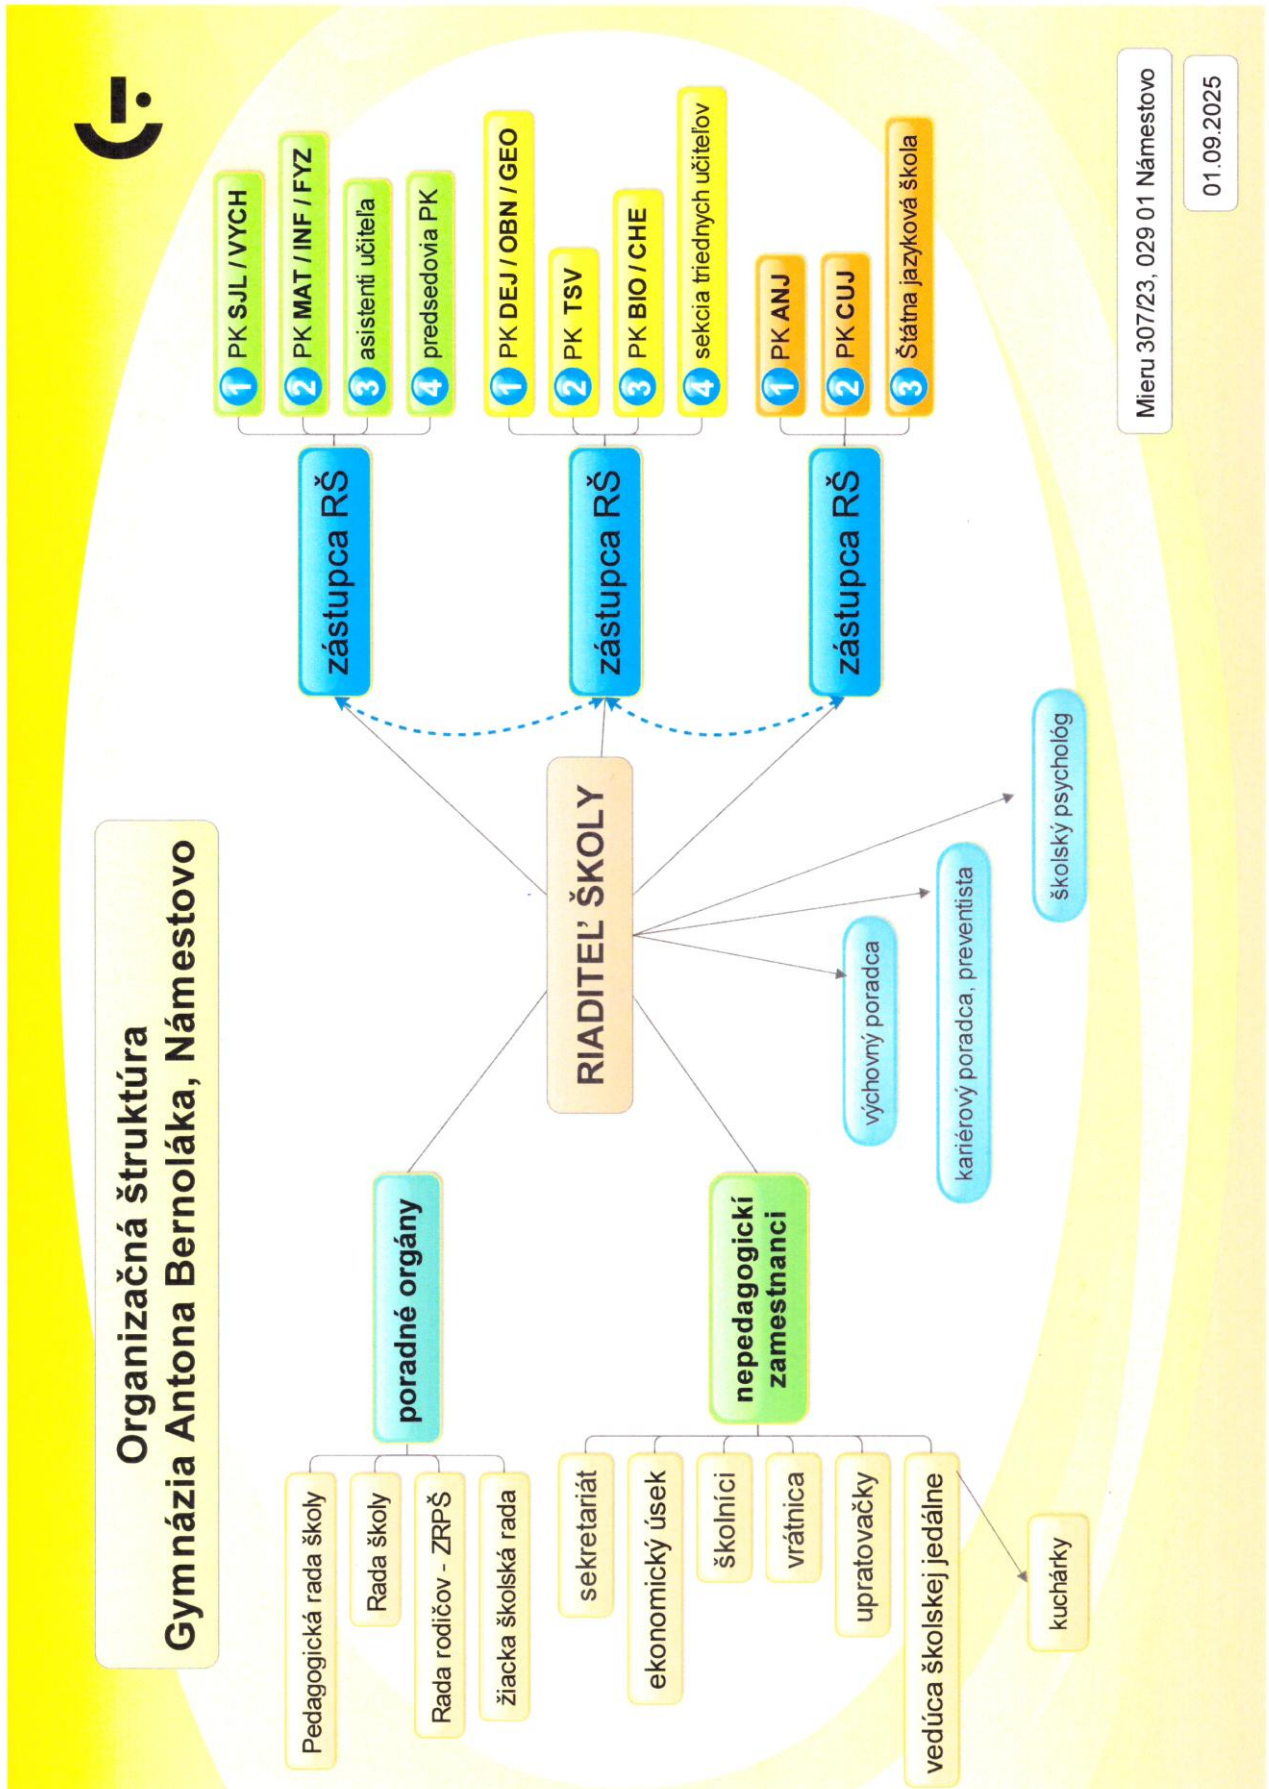 Organizačná štruktúra
Gymnázia Antona Bernoláka, Námestovo
poradné orgány
Pedagogická rada školy
Rada školy
Rada rodičov - ZRPŠ
žiacka školská rada
nepedagogickí
zamestnanci
sekretariát
ekonomický úsek
školníci
vrátnica
upratovačky
vedúca školskej jedálne
kuchárky
RIADITEĽ ŠKOLY
výchovný poradca
kariérový poradca, preventista
školský psychológ
zástupca RŠ
1 PK SJL / VYCH
2 PK MAT / INF / FYZ
3 asistenti učiteľa
4 predsedovia PK
zástupca RŠ
1 PK DEJ / OBN / GEO
2 PK TSV
3 PK BIO / CHE
4 sekcia triednych učiteľov
zástupca RŠ
1 PK ANJ
2 PK CUJ
3 Štátna jazyková škola
Mieru 307/23, 029 01 Námestovo
01.09.2025